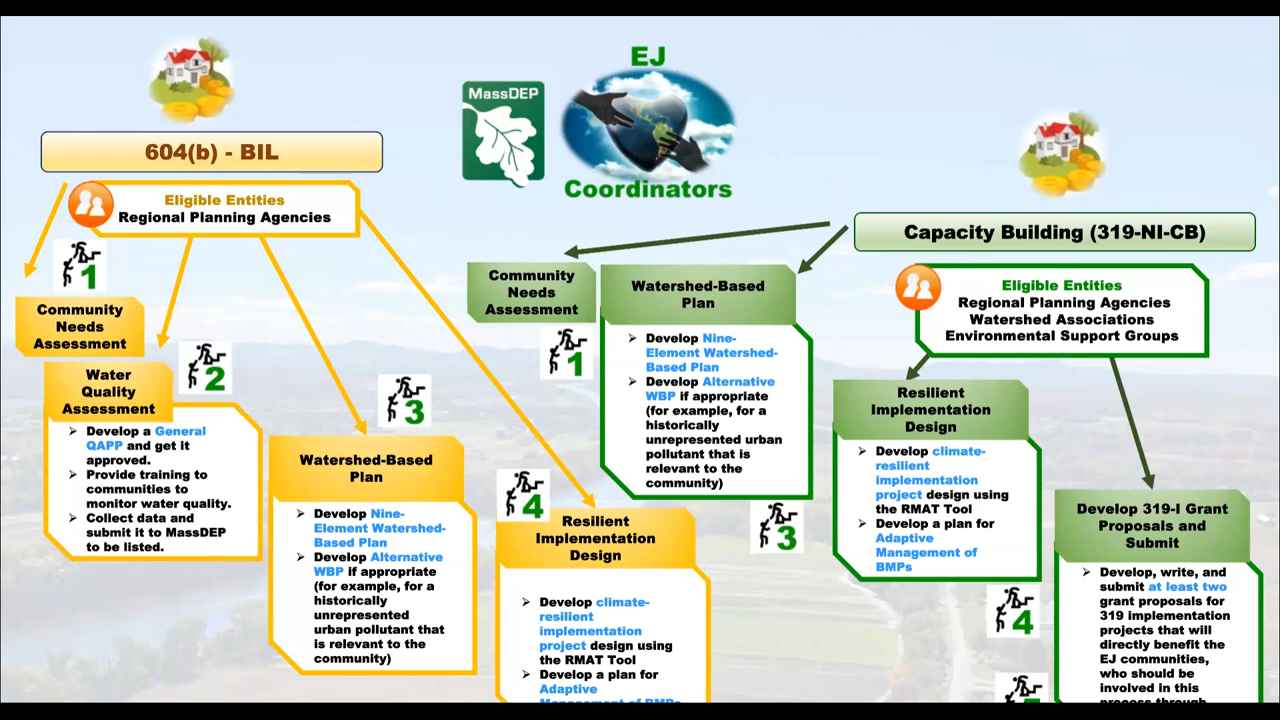 EJ
MassDEP
Coordinators
604(b) - BIL
Eligible Entities
Regional Planning Agencies
1
Community
Needs
Assessment
2
Water
Quality
Assessment
➢ Develop a General
QAPP and get it
approved.
➢ Provide training to
communities to
monitor water quality.
➢ Collect data and
submit it to MassDEP
to be listed.
3
Watershed-Based
Plan
➢ Develop Nine-
Element Watershed-
Based Plan
➢ Develop Alternative
WBP if appropriate
(for example, for a
historically
unrepresented
urban pollutant that
is relevant to the
community)
4
Resilient
Implementation
Design
➢ Develop climate-
resilient
implementation
project design using
the RMAT Tool
➢ Develop a plan for
Adaptive
Management of BMPs
Capacity Building (319-NI-CB)
Eligible Entities
Regional Planning Agencies
Watershed Associations
Environmental Support Groups
Community
Needs
Assessment
1
Watershed-Based
Plan
➢ Develop Nine-
Element Watershed-
Based Plan
➢ Develop Alternative
WBP if appropriate
(for example, for a
historically
unrepresented urban
pollutant that is
relevant to the
community)
3
Resilient
Implementation
Design
➢ Develop climate-
resilient
implementation
project design using
the RMAT Tool
➢ Develop a plan for
Adaptive
Management of
BMPs
4
Develop 319-I Grant
Proposals and
Submit
➢ Develop, write, and
submit at least two
grant proposals for
319 implementation
projects that will
directly benefit the
EJ communities,
who should be
involved in this
process through